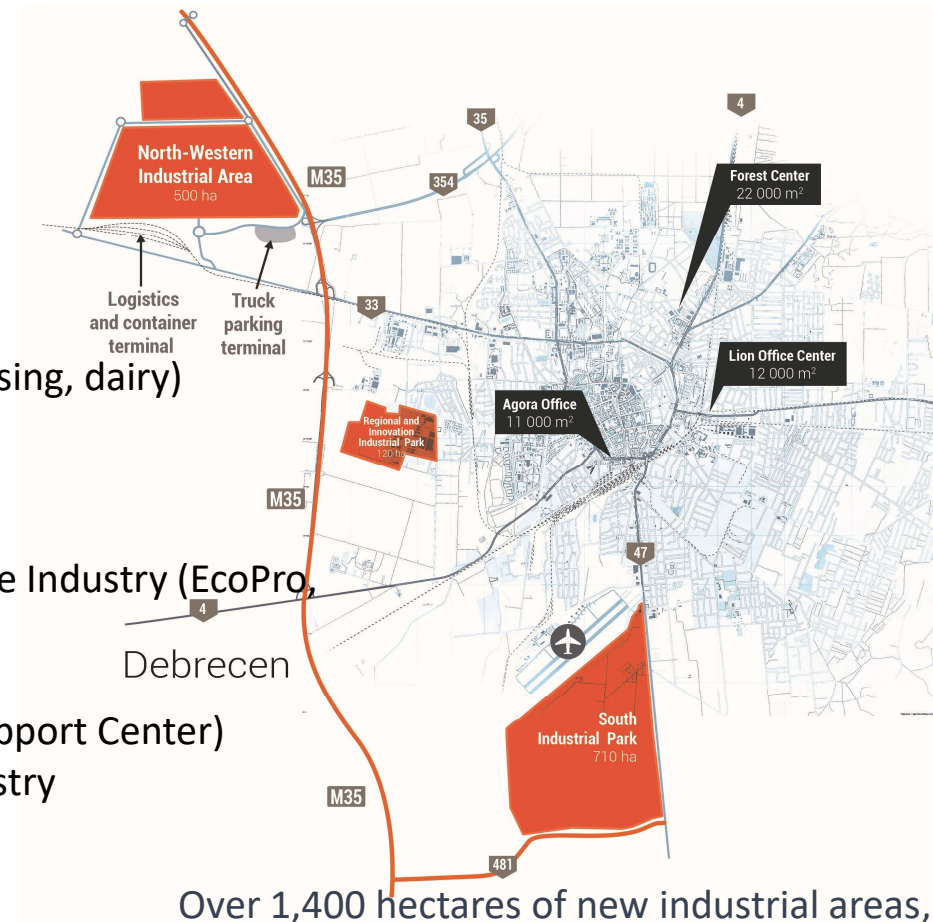 4
35
North-Western
Industrial Area
500 ha
M35
354
Forest Center
22 000 m²
Logistics
and container
terminal
Truck
parking
terminal
33
sing, dairy)
Lion Office Center
12 000 m²
Agora Office
11 000 m²
Regional and
Innovation
Industrial Park
120 ha
M35
47
e Industry (EcoPro,
4
Debrecen
South
Industrial Park
710 ha
pport Center)
stry
M35
481
Over 1,400 hectares of new industrial areas,